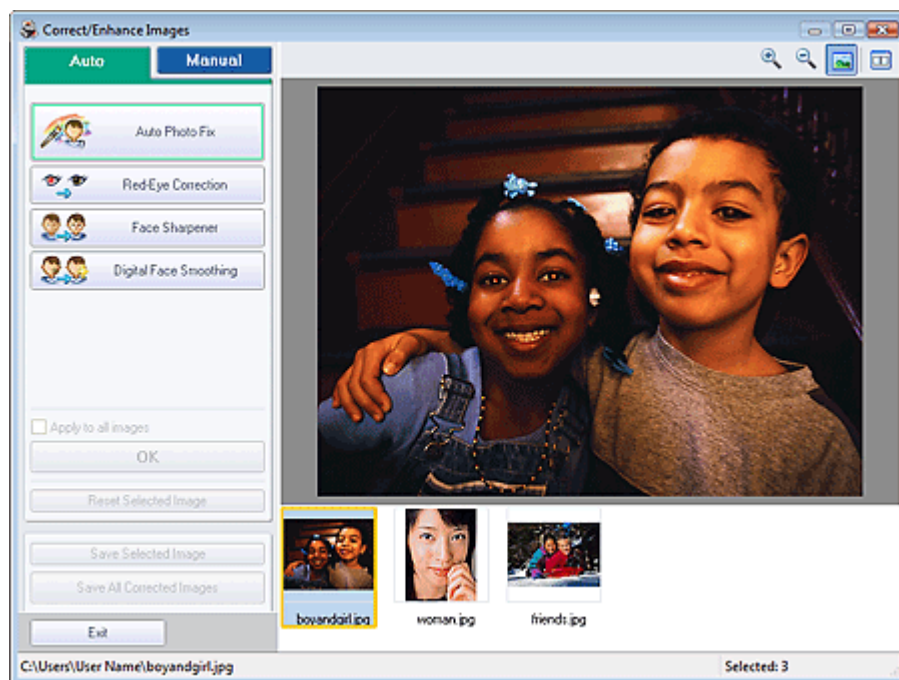 Correct/Enhance Images
Auto
Manual
Auto Photo Fix
Red-Eye Correction
Face Sharpener
Digital Face Smoothing
Apply to all images
OK
Reset Selected Image
Save Selected Image
Save All Corrected Images
Exit
boyandgirl.jpg
woman.jpg
friends.jpg
C:\Users\User Name\boyandgirl.jpg
Selected: 3